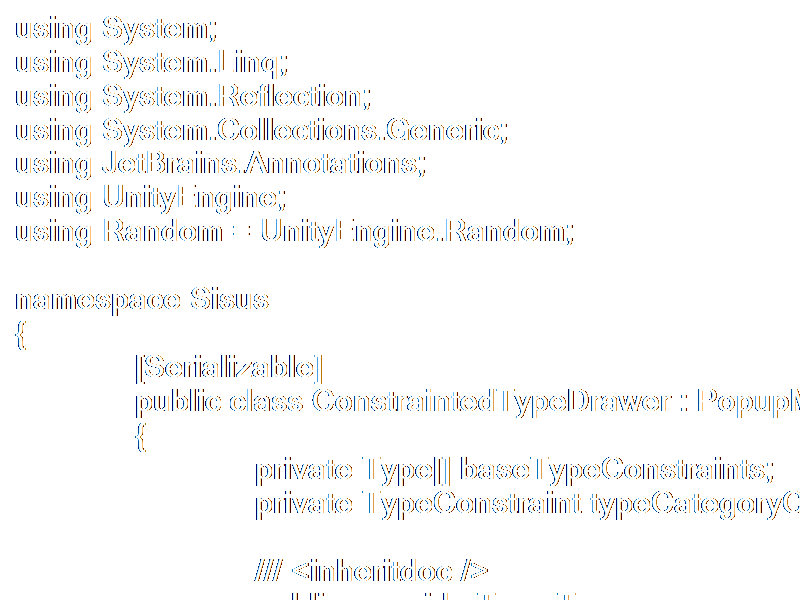 using System;
using System.Linq;
using System.Reflection;
using System.Collections.Generic;
using JetBrains.Annotations;
using UnityEngine;
using Random = UnityEngine.Random;
namespace Sisus
{
[Serializable]
public class ConstraintedTypeDrawer : PopupM
{
private Type[] baseTypeConstraints;
private TypeConstraint typeCategoryC
//// <inheritdoc />